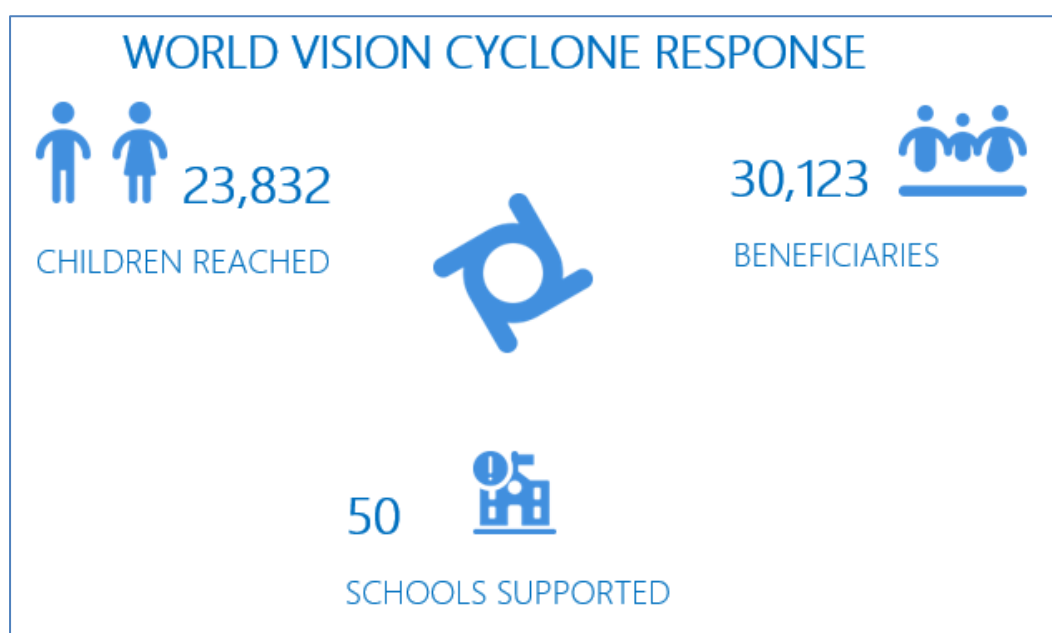 WORLD VISION CYCLONE RESPONSE
23,832
CHILDREN REACHED
30,123
BENEFICIARIES
50
SCHOOLS SUPPORTED